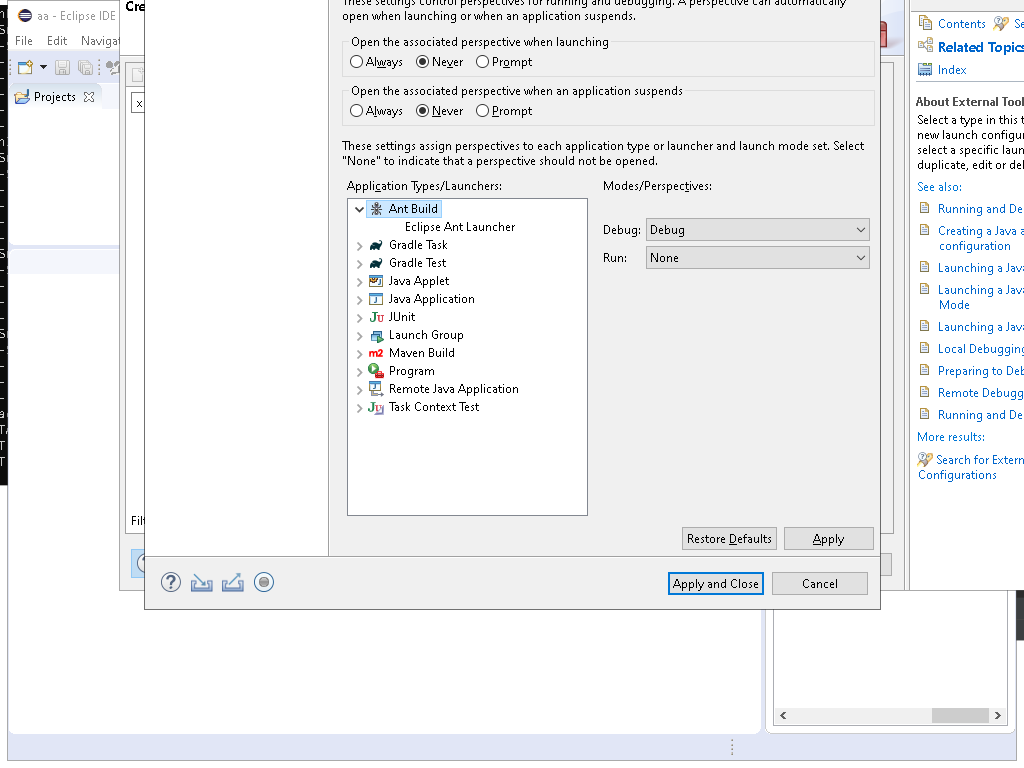 aa - Eclipse IDE
File Edit Navigat
Projects
x
These settings control perspectives for running and debugging. A perspective can automatically
open when launching or when an application suspends.
Open the associated perspective when launching
Always Never Prompt
Open the associated perspective when an application suspends
Always Never Prompt
These settings assign perspectives to each application type or launcher and launch mode set. Select
"None" to indicate that a perspective should not be opened.
Application Types/Launchers:
Modes/Perspectives:
Ant Build
Eclipse Ant Launcher
Gradle Task
Gradle Test
Java Applet
Java Application
JUnit
Launch Group
Maven Build
Program
Remote Java Application
Task Context Test
Debug: Debug
Run: None
Restore Defaults Apply
Apply and Close Cancel
Contents
Related Topics
Index
About External Tool
Select a type in this
new launch configur
select a specific laun
duplicate, edit or del
See also:
Running and De
Creating a Java a
configuration
Launching a Java
Launching a Java
Mode
Launching a Java
Local Debugging
Preparing to Deb
Remote Debugg
Running and De
More results:
Search for Extern
Configurations